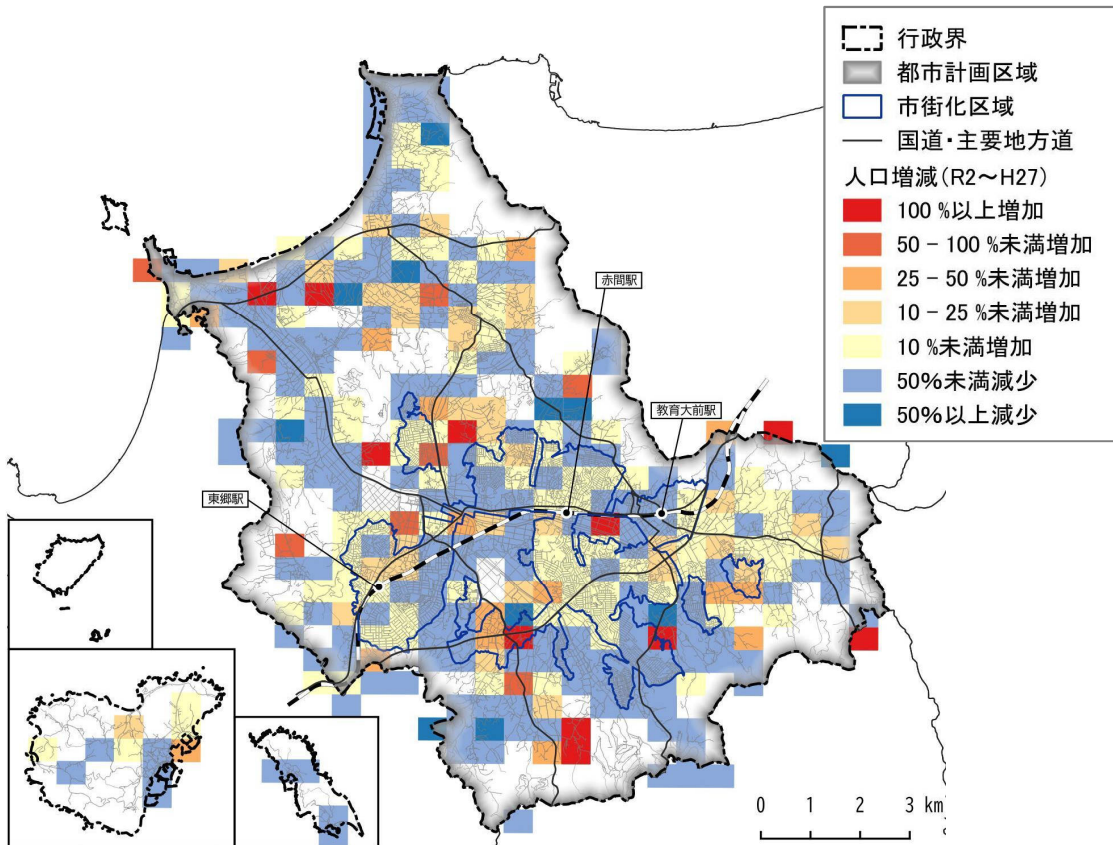 行政界
都市計画区域
市街化区域
国道・主要地方道
人口増減(R2～H27)
100 %以上増加
50 - 100 %未満増加
25 - 50 %未満増加
10 - 25 %未満増加
10 %未満増加
50%未満減少
50%以上減少
赤間駅
教育大前駅
東郷駅
0 1 2 3 km